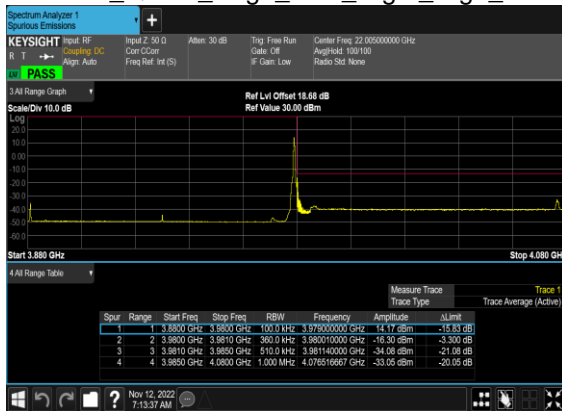 Spectrum Analyzer 1
Spurious Emissions
+
KEYSIGHT Input: RF Input Z: 50 Ω Atten: 30 dB Trig: Free Run Center Freq: 22.005000000 GHz
R T Coupling: DC Corr CCorr Gate: Off Avg|Hold: 100/100
Align: Auto Freq Ref: Int (S) IF Gain: Low Radio Std: None
PASS
3 All Range Graph
Ref Lvl Offset 18.68 dB
Scale/Div 10.0 dB Ref Value 30.00 dBm
Log
20.0
10.0
0.00
-10.0
-20.0
-30.0
-40.0
-50.0
-60.0
Start 3.880 GHz Stop 4.080 GH
4 All Range Table
Measure Trace Trace 1
Trace Type Trace Average (Active)
Spur Range Start Freq Stop Freq RBW Frequency Amplitude ΔLimit
1 1 3.8800 GHz 3.9800 GHz 100.0 kHz 3.979000000 GHz 14.17 dBm -15.83 dB
2 2 3.9800 GHz 3.9810 GHz 360.0 kHz 3.980010000 GHz -16.30 dBm -3.300 dB
3 3 3.9810 GHz 3.9850 GHz 510.0 kHz 3.981140000 GHz -34.08 dBm -21.08 dB
4 4 3.9850 GHz 4.0800 GHz 1.000 MHz 4.076516667 GHz -33.05 dBm -20.05 dB
? Nov 12, 2022
7:13:37 AM